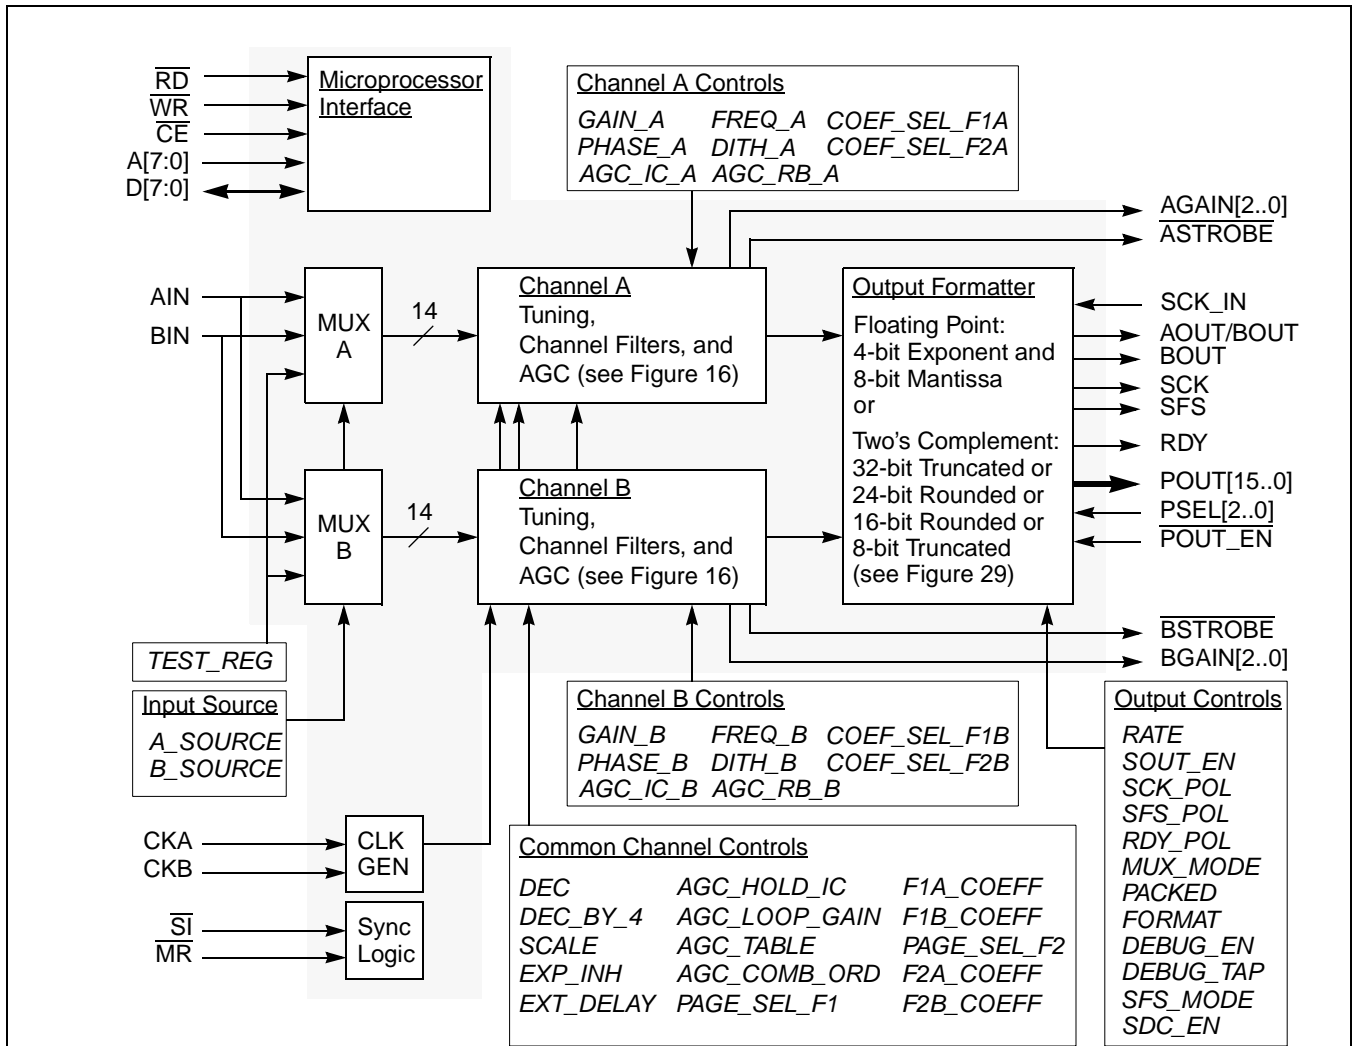 RD
WR
CE
A[7:0]
D[7:0]
Microprocessor
Interface
Channel A Controls
GAIN_A FREQ_A COEF_SEL_F1A
PHASE_A DITH_A COEF_SEL_F2A
AGC_IC_A AGC_RB_A
AGAIN[2..0]
ASTROBE
AIN
BIN
MUX
A
14
Channel A
Tuning,
Channel Filters, and
AGC (see Figure 16)
Output Formatter
Floating Point:
4-bit Exponent and
8-bit Mantissa
or
Two's Complement:
32-bit Truncated or
24-bit Rounded or
16-bit Rounded or
8-bit Truncated
(see Figure 29)
SCK_IN
AOUT/BOUT
BOUT
SCK
SFS
RDY
POUT[15..0]
PSEL[2..0]
POUT_EN
MUX
B
14
Channel B
Tuning,
Channel Filters, and
AGC (see Figure 16)
BSTROBE
BGAIN[2..0]
TEST_REG
Input Source
A_SOURCE
B_SOURCE
Channel B Controls
GAIN_B FREQ_B COEF_SEL_F1B
PHASE_B DITH_B COEF_SEL_F2B
AGC_IC_B AGC_RB_B
Output Controls
RATE
SOUT_EN
SCK_POL
SFS_POL
RDY_POL
MUX_MODE
PACKED
FORMAT
DEBUG_EN
DEBUG_TAP
SFS_MODE
SDC_EN
CKA
CKB
CLK
GEN
SI
MR
Sync
Logic
Common Channel Controls
DEC AGC_HOLD_IC F1A_COEFF
DEC_BY_4 AGC_LOOP_GAIN F1B_COEFF
SCALE AGC_TABLE PAGE_SEL_F2
EXP_INH AGC_COMB_ORD F2A_COEFF
EXT_DELAY PAGE_SEL_F1 F2B_COEFF